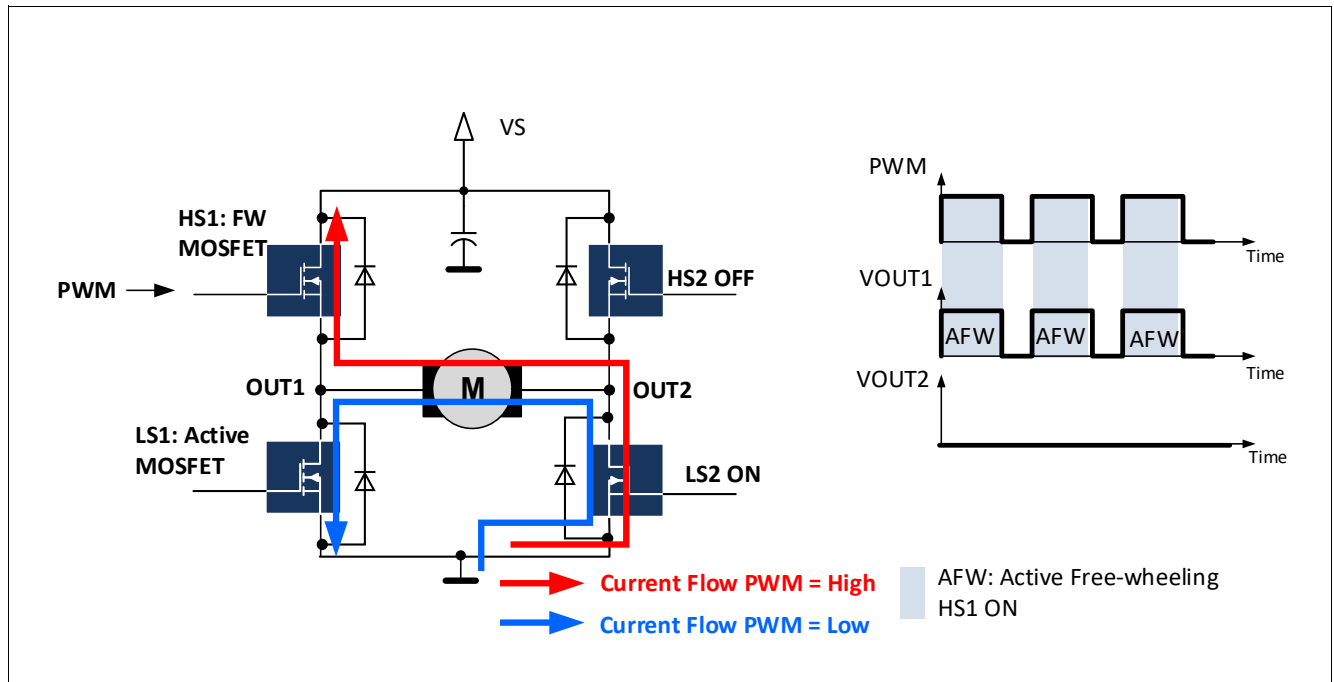 VS
HS1: FW
MOSFET
PWM
HS2 OFF
OUT1
M
OUT2
LS1: Active
MOSFET
LS2 ON
Current Flow PWM = High
Current Flow PWM = Low
PWM
Time
VOUT1
AFW
AFW
AFW
Time
VOUT2
Time
AFW: Active Free-wheeling
HS1 ON